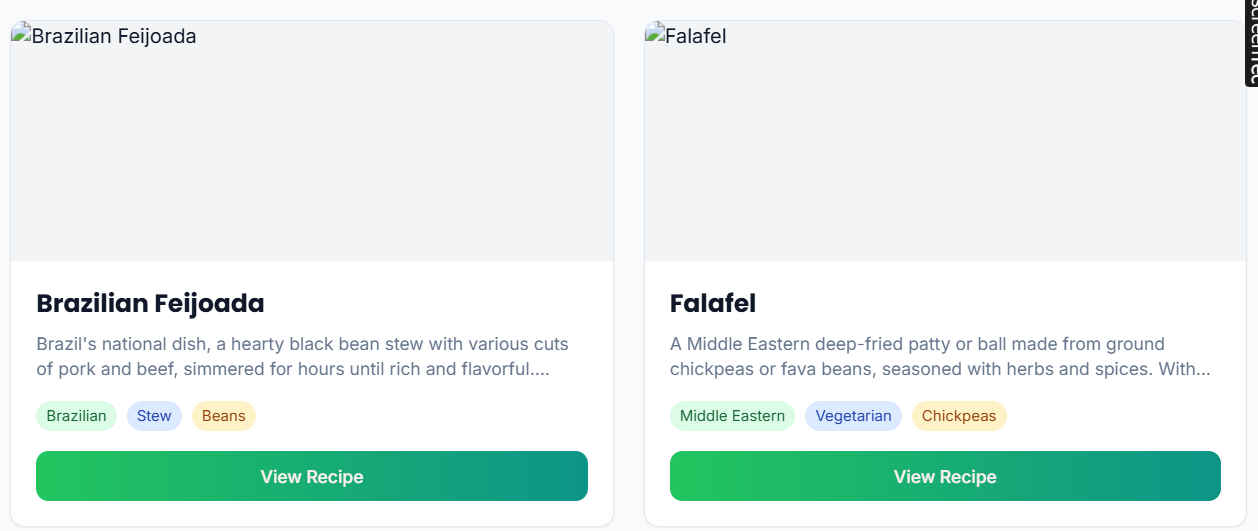 Brazilian Feijoada
Falafel
Brazilian Feijoada
Brazil's national dish, a hearty black bean stew with various cuts
of pork and beef, simmered for hours until rich and flavorful....
Brazilian
Stew
Beans
View Recipe
Falafel
A Middle Eastern deep-fried patty or ball made from ground
chickpeas or fava beans, seasoned with herbs and spices. With...
Middle Eastern
Vegetarian
Chickpeas
View Recipe